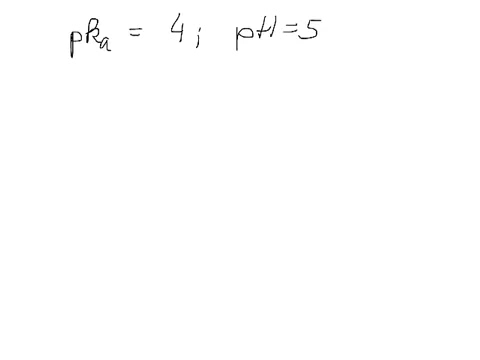 pka = 4; pH=5